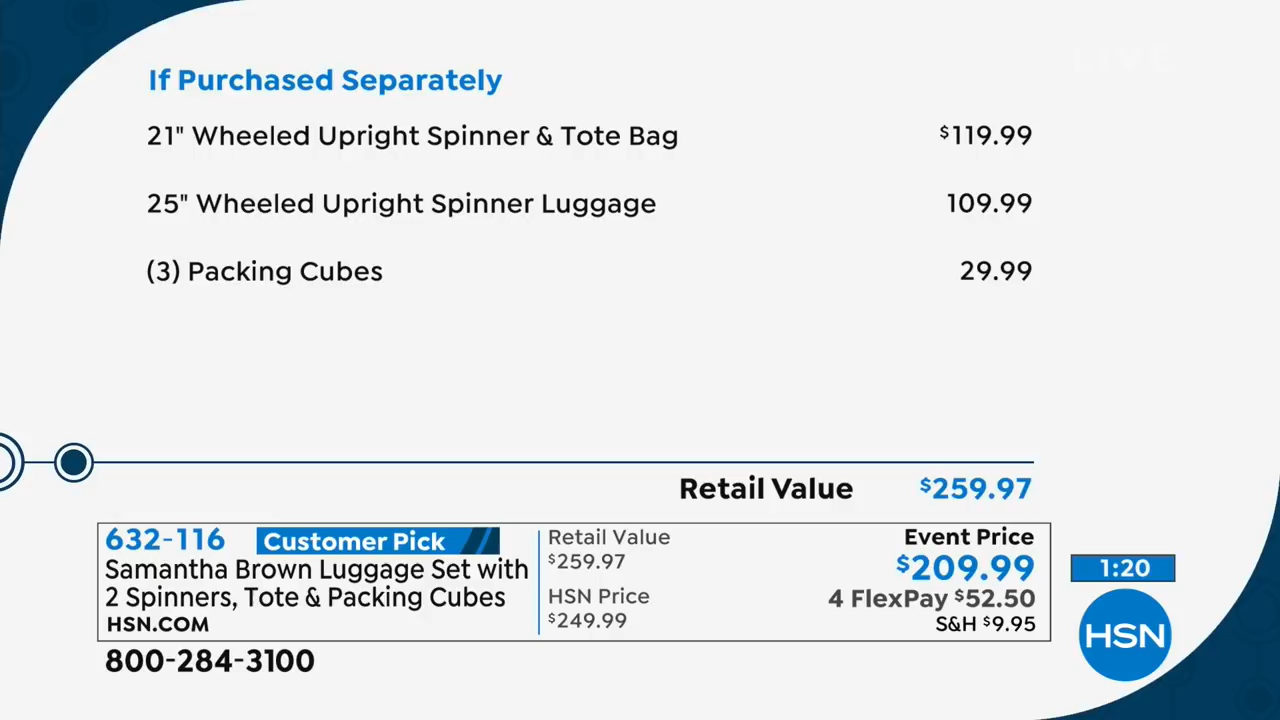 LIVE
If Purchased Separately
21" Wheeled Upright Spinner & Tote Bag $119.99
25" Wheeled Upright Spinner Luggage 109.99
(3) Packing Cubes 29.99
Retail Value $259.97
632-116 Customer Pick
Samantha Brown Luggage Set with
2 Spinners, Tote & Packing Cubes
HSN.COM
Retail Value
$259.97
HSN Price
$249.99
Event Price
$209.99
4 FlexPay $52.50
S&H $9.95
1:20
HSN
800-284-3100